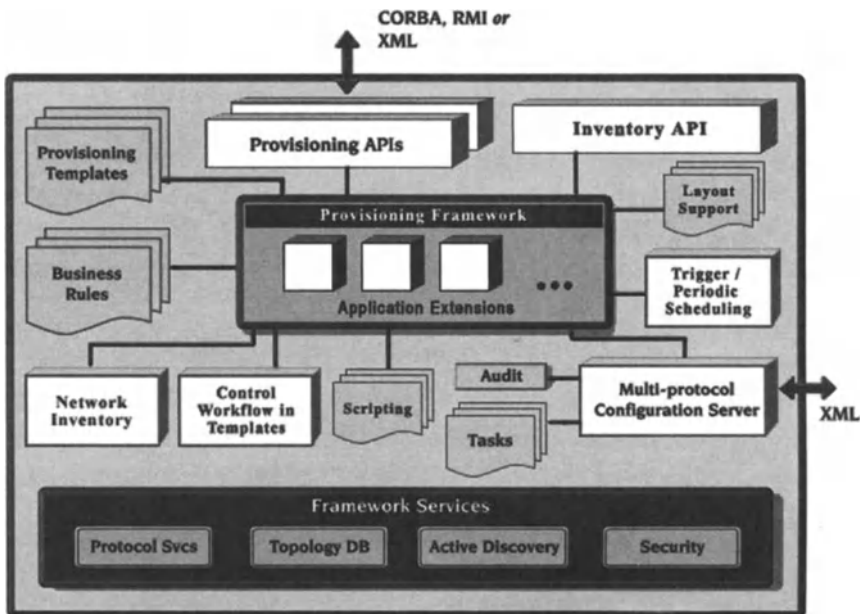 CORBA, RMI or
XML
Provisioning
Templates
Provisioning APIs
Inventory API
Layout
Support
Provisioning Framework
Business
Rules
...
Application Extensions
Trigger /
Periodic
Scheduling
Network
Inventory
Control
Workflow in
Templates
Scripting
Audit
Tasks
Multi-protocol
Configuration Server
XML
Framework Services
Protocol Svcs
Topology DB
Active Discovery
Security